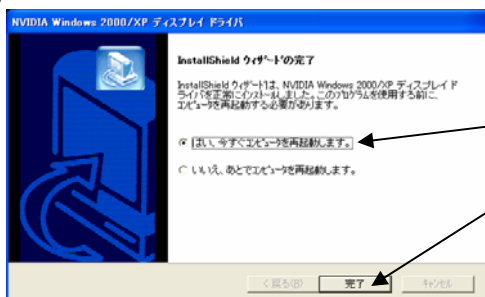 NVIDIA Windows 2000/XP ディスプレイ ドライバ
InstallShield ウィザードの完了
InstallShield ウィザードは、NVIDIA Windows 2000/XP ディスプレイ ド
ライバを正常にインストールしました。このプログラムを使用する前に、
コンピュータを再起動する必要があります。
はい、今すぐコンピュータを再起動します。
いいえ、あとでコンピュータを再起動します。
< 戻る(B)
完了
キャンセル